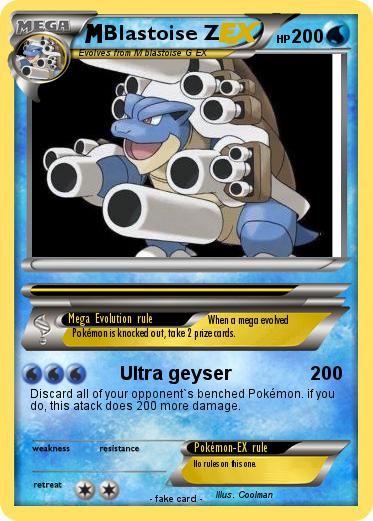 MEGA
MBlastoise Z EX HP200
Evolves from M blastoise G EX
Mega Evolution rule When a mega evolved
Pokémon is knocked out, take 2 prize cards.
Ultra geyser 200
Discard all of your opponent`s benched Pokémon. if you
do, this atack does 200 more damage.
weakness resistance
Pokémon-EX rule
No rules on this one.
retreat
- fake card - Illus. Coolman